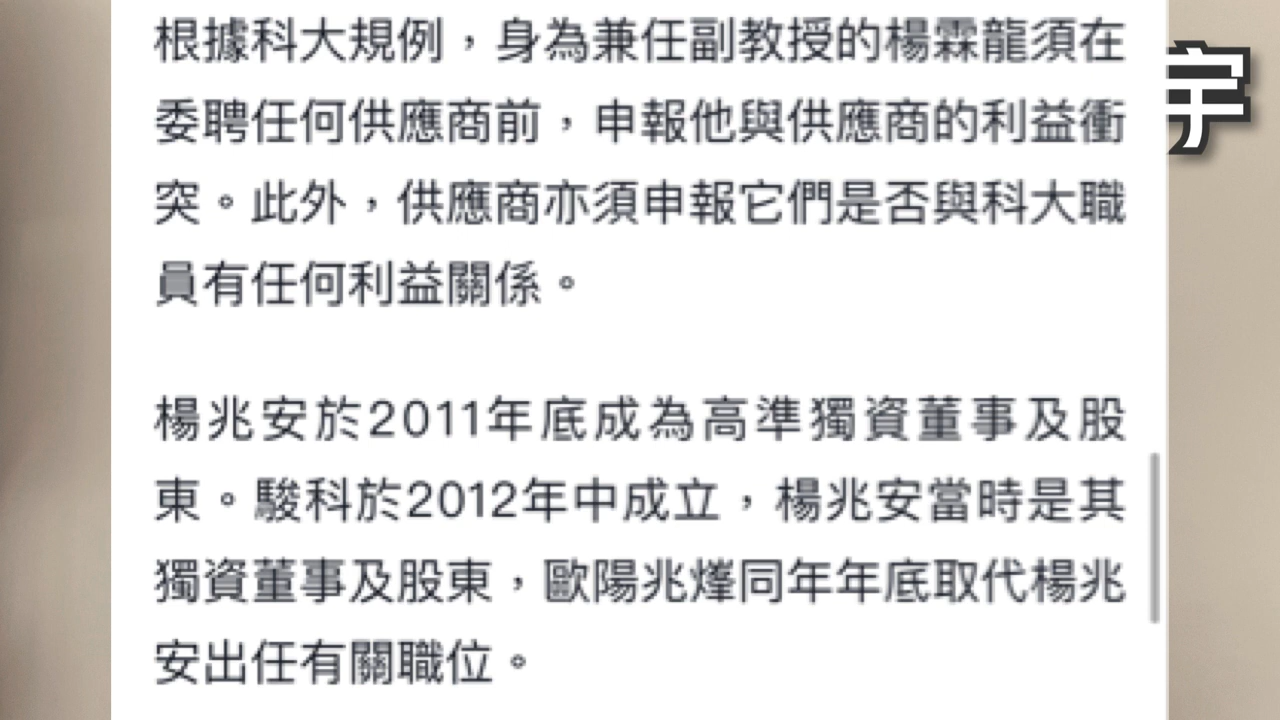 根據科大規例，身為兼任副教授的楊霖龍須在
委聘任何供應商前，申報他與供應商的利益衝
突。此外，供應商亦須申報它們是否與科大職
員有任何利益關係。
楊兆安於2011年底成為高準獨資董事及股
東。駿科於2012年中成立，楊兆安當時是其
獨資董事及股東，歐陽兆㷭同年年底取代楊兆
安出任有關職位。
宇